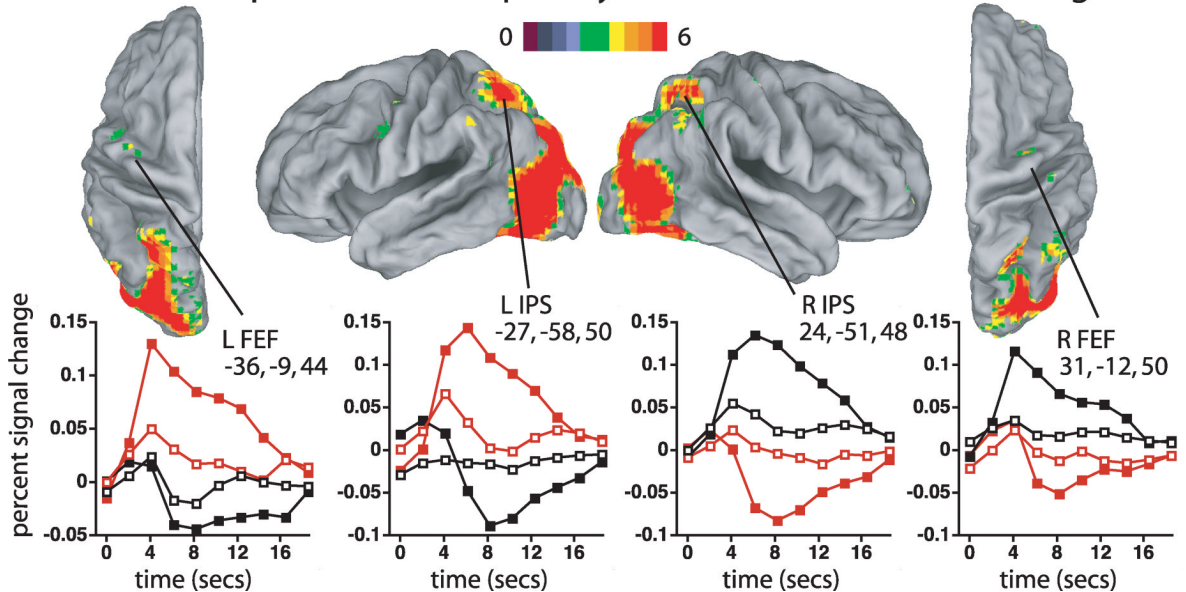 0 6
L FEF
-36, -9, 44
L IPS
-27, -58, 50
R IPS
24, -51, 48
R FEF
31, -12, 50
percent signal change
0.15
0.1
0.05
0
-0.05
0 4 8 12 16
time (secs)
0.15
0.1
0.05
0
-0.05
-0.1
0 4 8 12 16
time (secs)
0.15
0.1
0.05
0
-0.05
-0.1
0 4 8 12 16
time (secs)
0.15
0.1
0.05
0
-0.05
-0.1
0 4 8 12 16
time (secs)